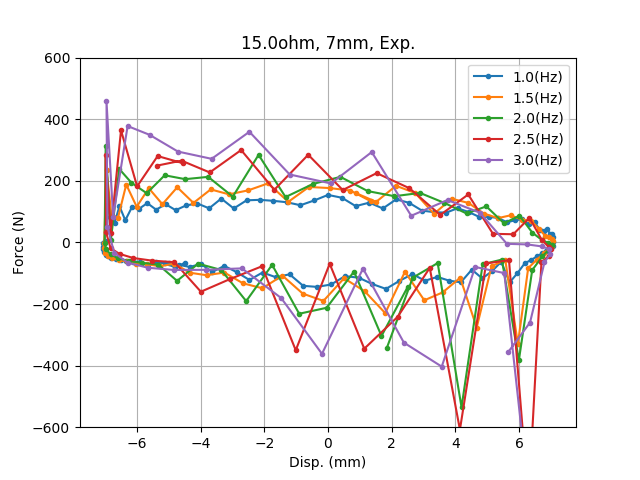 15.0ohm, 7mm, Exp.
1.0(Hz)
1.5(Hz)
2.0(Hz)
2.5(Hz)
3.0(Hz)
Force (N)
600
400
200
0
−200
−400
−600
−6
−4
−2
0
2
4
6
Disp. (mm)